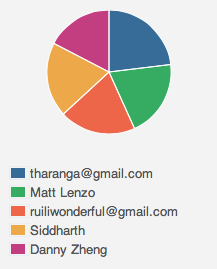 tharanga@gmail.com
Matt Lenzo
ruiliwonderful@gmail.com
Siddharth
Danny Zheng